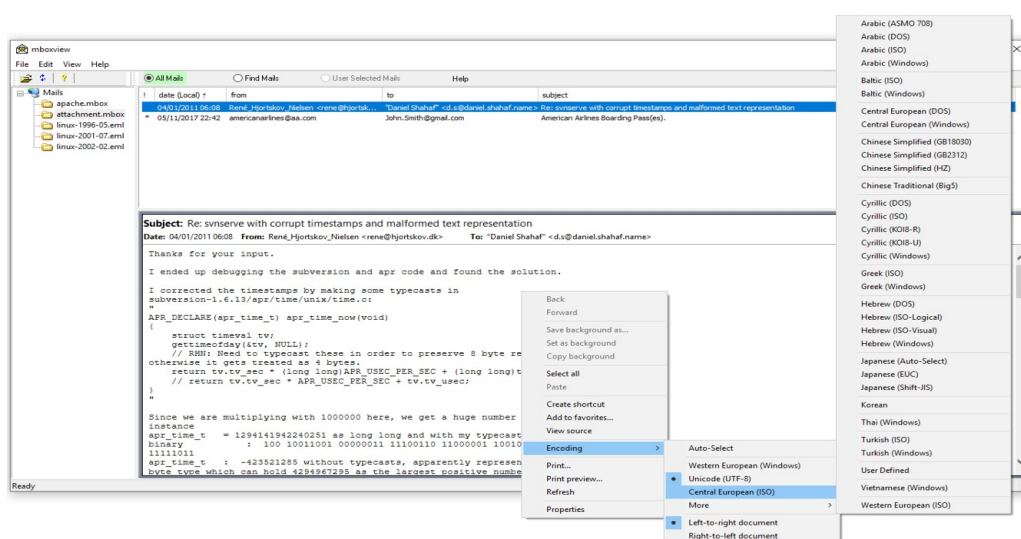 mboxview
File Edit View Help
All Mails Find Mails User Selected Mails Help
Mails
apache.mbox
attachment.mbox
linux-1996-05.eml
linux-2001-07.eml
linux-2002-02.eml
! date (Local) ↑ from to subject
04/01/2011 06:08 René_Hjortskov_Nielsen <rene@hjortsk... "Daniel Shahaf" <d.s@daniel.shahaf.name> Re: svnserve with corrupt timestamps and malformed text representation
* 05/11/2017 22:42 americanairlines@aa.com John.Smith@gmail.com American Airlines Boarding Pass(es).
Subject: Re: svnserve with corrupt timestamps and malformed text representation
Date: 04/01/2011 06:08 From: René_Hjortskov_Nielsen <rene@hjortskov.dk> To: "Daniel Shahaf" <d.s@daniel.shahaf.name>
Thanks for your input.
I ended up debugging the subversion and apr code and found the solution.
I corrected the timestamps by making some typecasts in
subversion-1.6.13/apr/time/unix/time.c:
"
APR_DECLARE(apr_time_t) apr_time_now(void)
{
struct timeval tv;
gettimeofday(&tv, NULL);
// RHN: Need to typecast these in order to preserve 8 byte re
otherwise it gets treated as 4 bytes.
return tv.tv_sec * (long long)APR_USEC_PER_SEC + (long long)t
// return tv.tv_sec * APR_USEC_PER_SEC + tv.tv_usec;
}
"
Since we are multiplying with 1000000 here, we get a huge number
instance
apr_time_t = 1294141942240251 as long long and with my typecast
binary : 100 10011001 00000011 11100110 11000001 10010
11111011
apr_time_t : -423521285 without typecasts, apparently represen
byte type which can hold 4294967295 as the largest positive numbe
Ready
Back
Forward
Save background as...
Set as background
Copy background
Select all
Paste
Create shortcut
Add to favorites...
View source
Encoding
Print...
Print preview...
Refresh
Properties
Auto-Select
Western European (Windows)
Unicode (UTF-8)
Central European (ISO)
More
Left-to-right document
Right-to-left document
Arabic (ASMO 708)
Arabic (DOS)
Arabic (ISO)
Arabic (Windows)
Baltic (ISO)
Baltic (Windows)
Central European (DOS)
Central European (Windows)
Chinese Simplified (GB18030)
Chinese Simplified (GB2312)
Chinese Simplified (HZ)
Chinese Traditional (Big5)
Cyrillic (DOS)
Cyrillic (ISO)
Cyrillic (KOI8-R)
Cyrillic (KOI8-U)
Cyrillic (Windows)
Greek (ISO)
Greek (Windows)
Hebrew (DOS)
Hebrew (ISO-Logical)
Hebrew (ISO-Visual)
Hebrew (Windows)
Japanese (Auto-Select)
Japanese (EUC)
Japanese (Shift-JIS)
Korean
Thai (Windows)
Turkish (ISO)
Turkish (Windows)
User Defined
Vietnamese (Windows)
Western European (ISO)